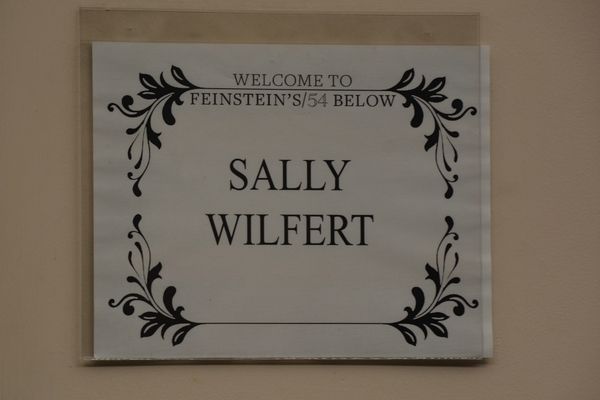 WELCOME TO
FEINSTEIN'S/54 BELOW
SALLY
WILFERT